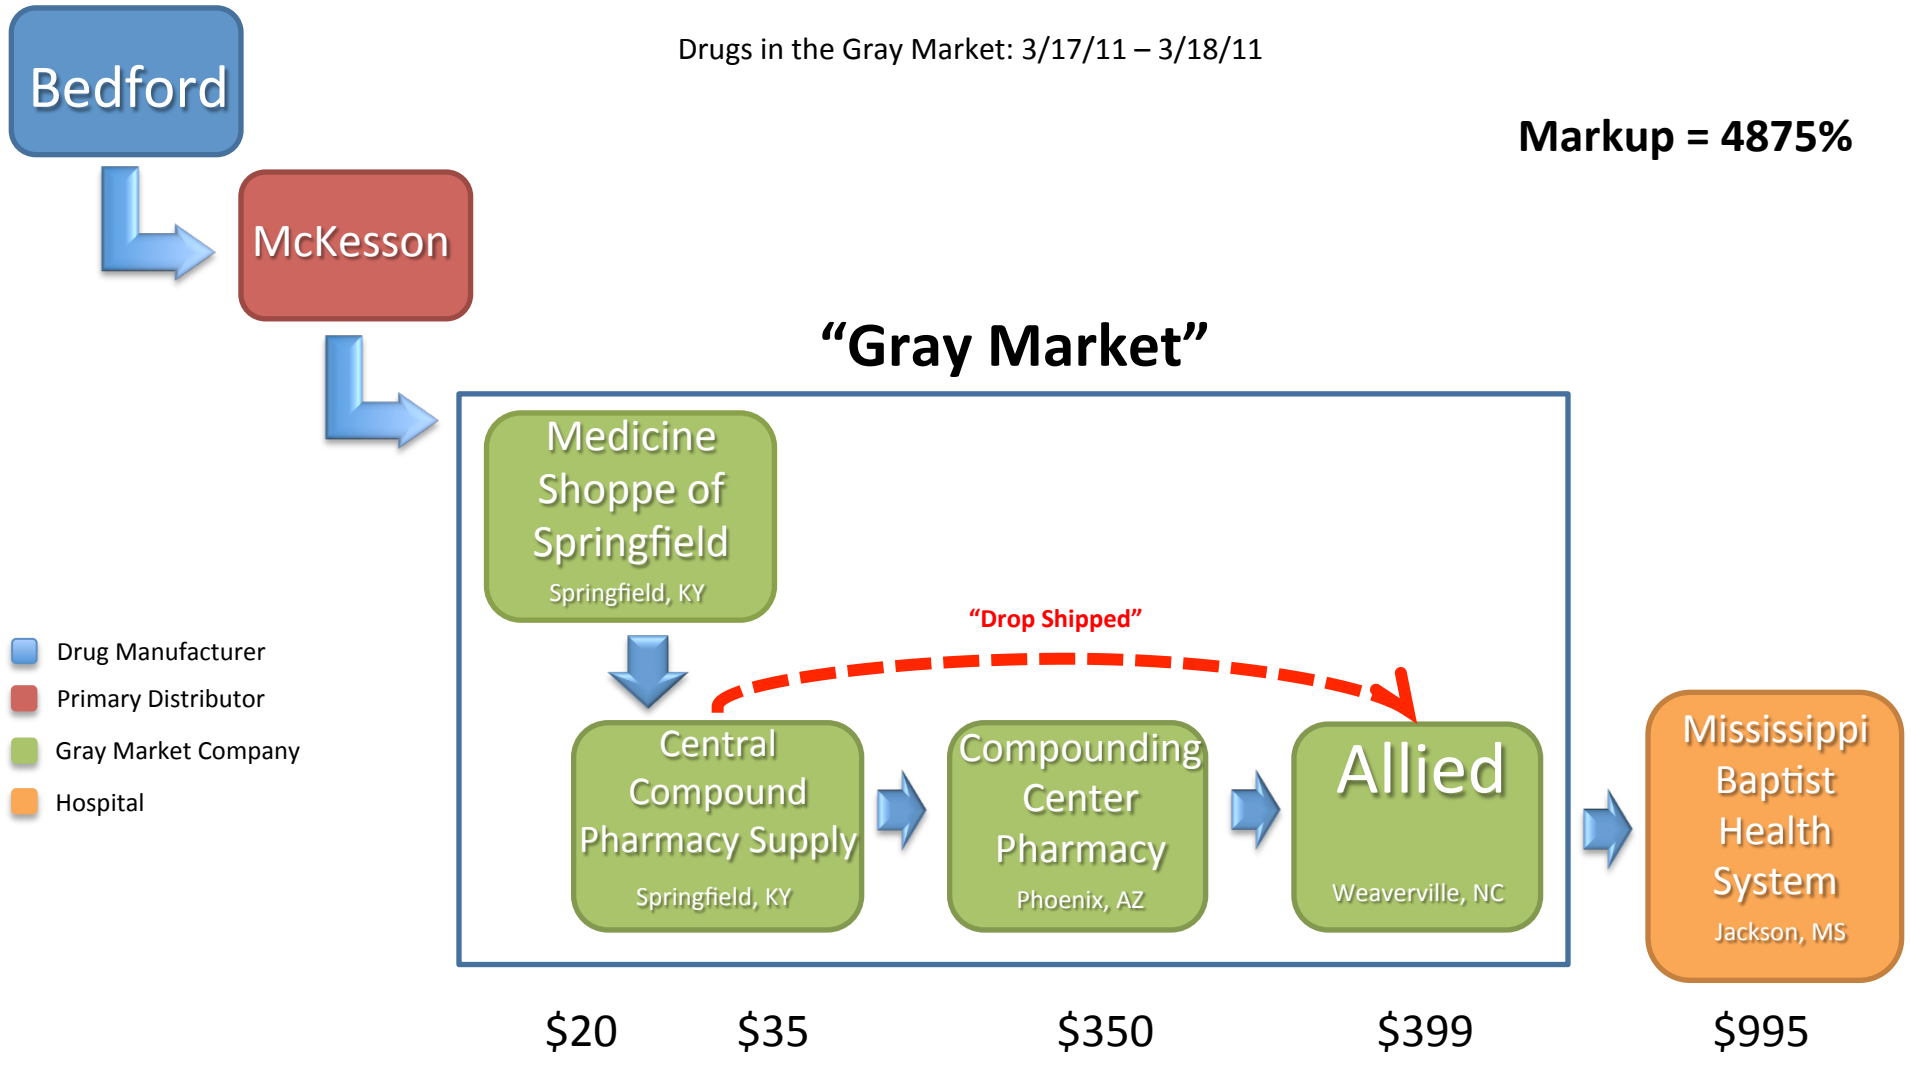 Drugs in the Gray Market: 3/17/11 – 3/18/11
Bedford
Markup = 4875%
McKesson
“Gray Market”
Medicine
Shoppe of
Springfield
Springfield, KY
“Drop Shipped”
Drug Manufacturer
Primary Distributor
Gray Market Company
Hospital
Central
Compound
Pharmacy Supply
Springfield, KY
Compounding
Center
Pharmacy
Phoenix, AZ
Allied
Weaverville, NC
Mississippi
Baptist
Health
System
Jackson, MS
$20 $35 $350 $399 $995